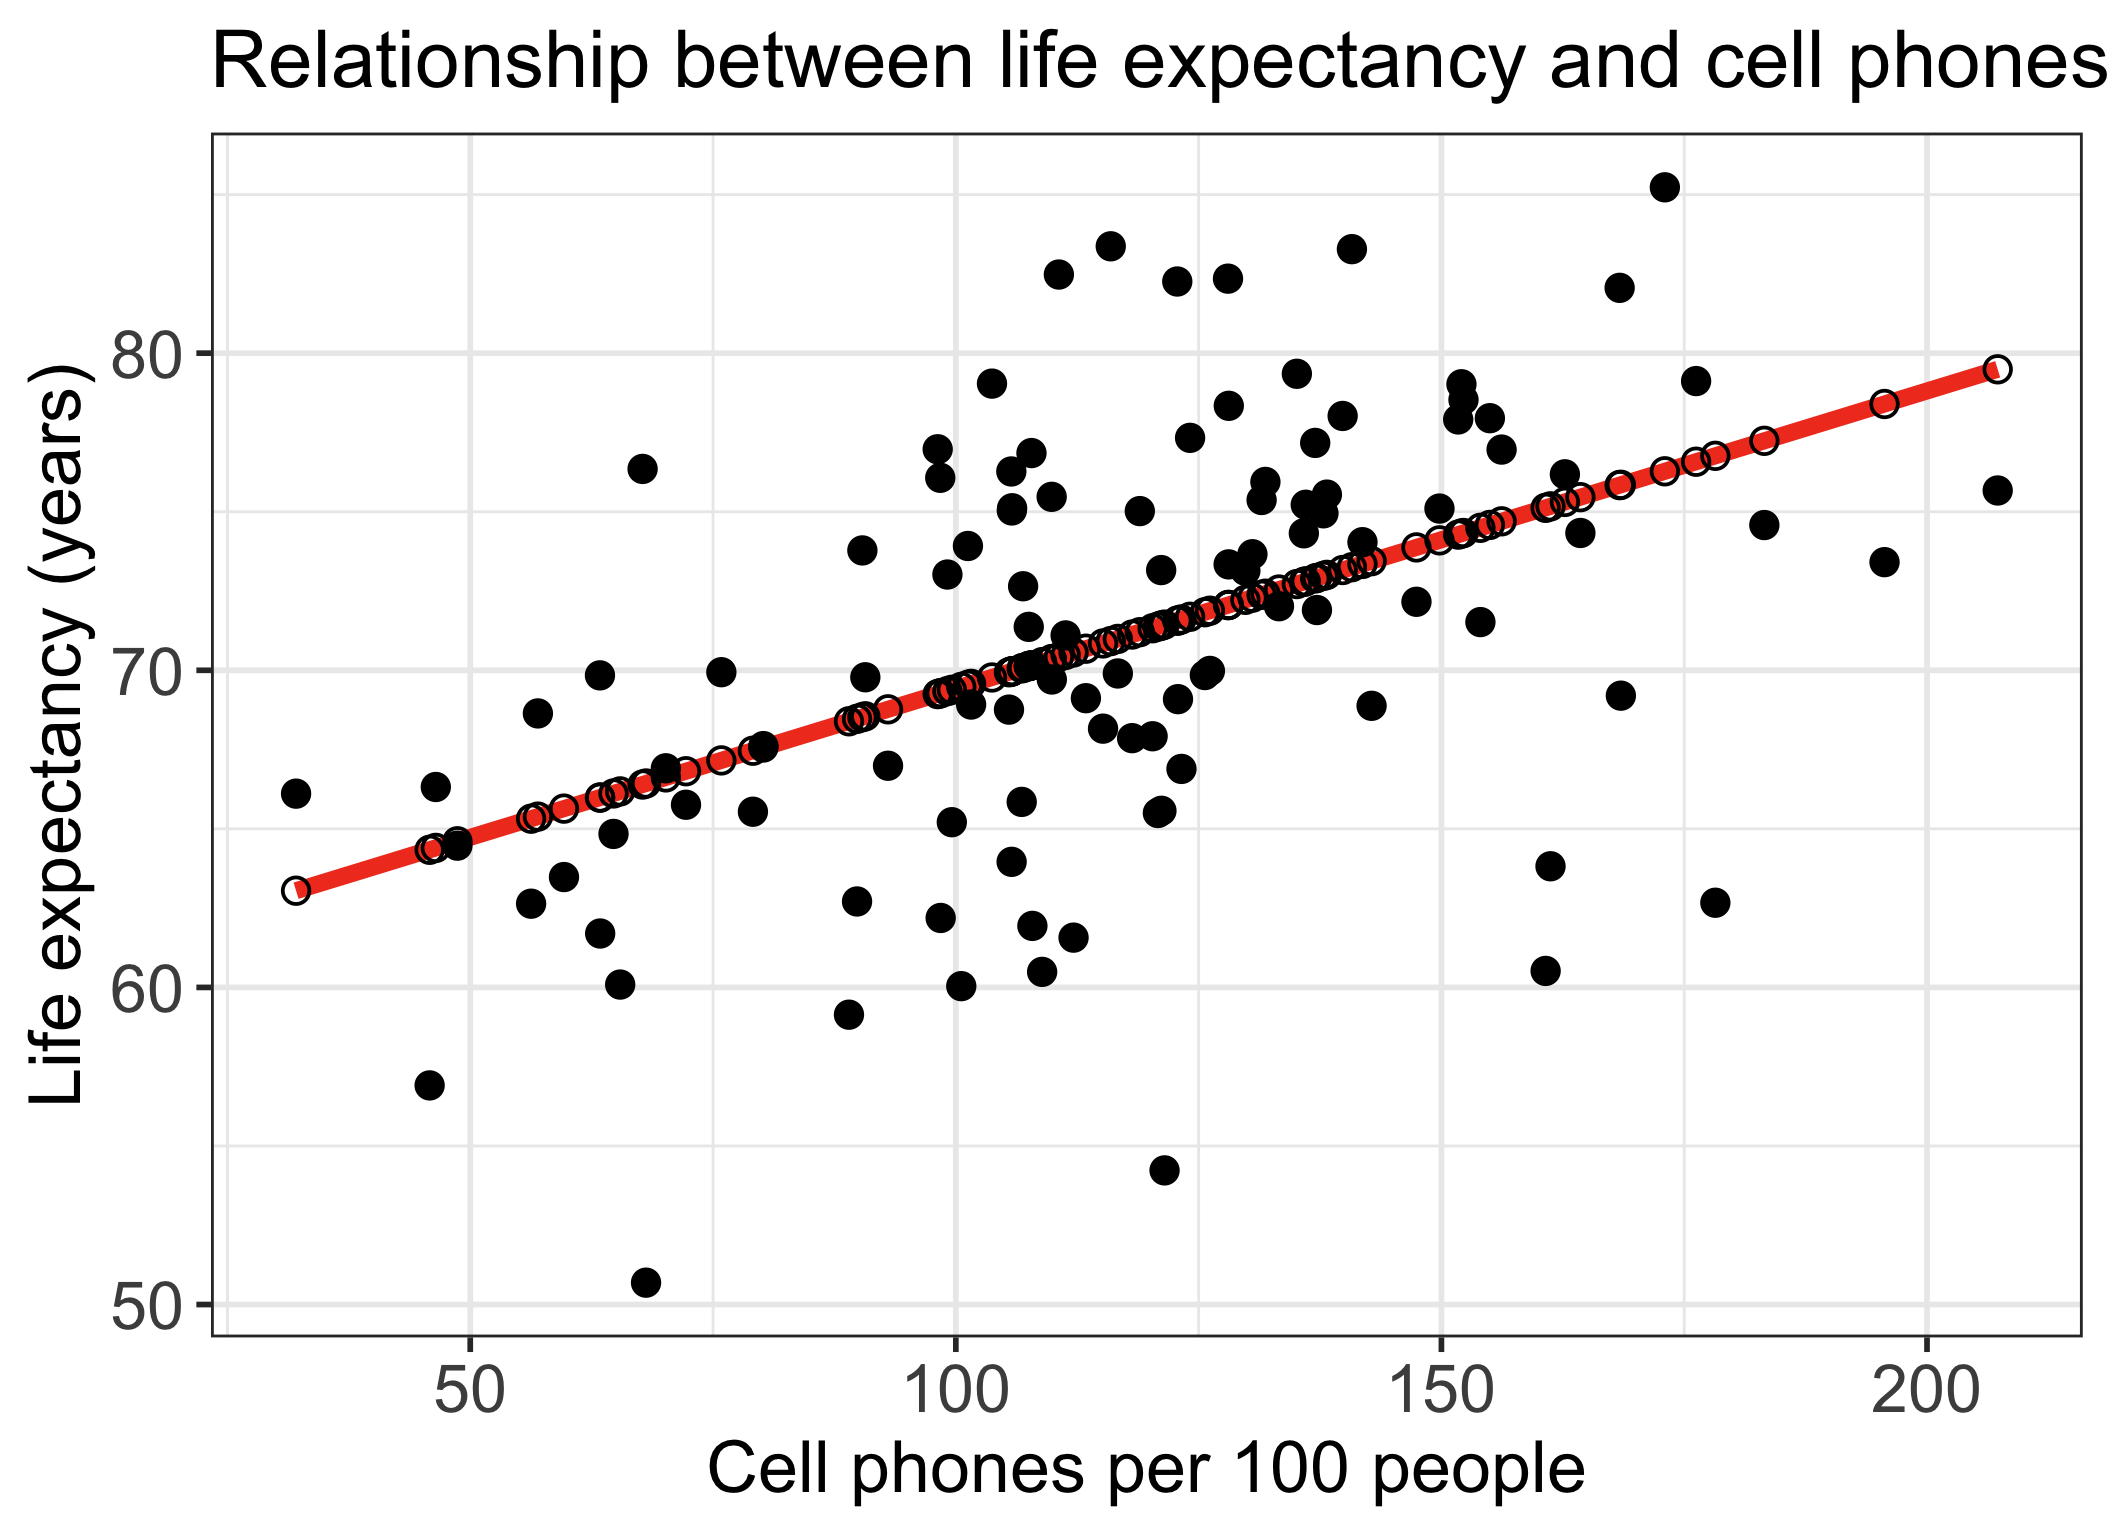 Relationship between life expectancy and cell phones
Life expectancy (years)
80
70
60
50
50
100
150
200
Cell phones per 100 people